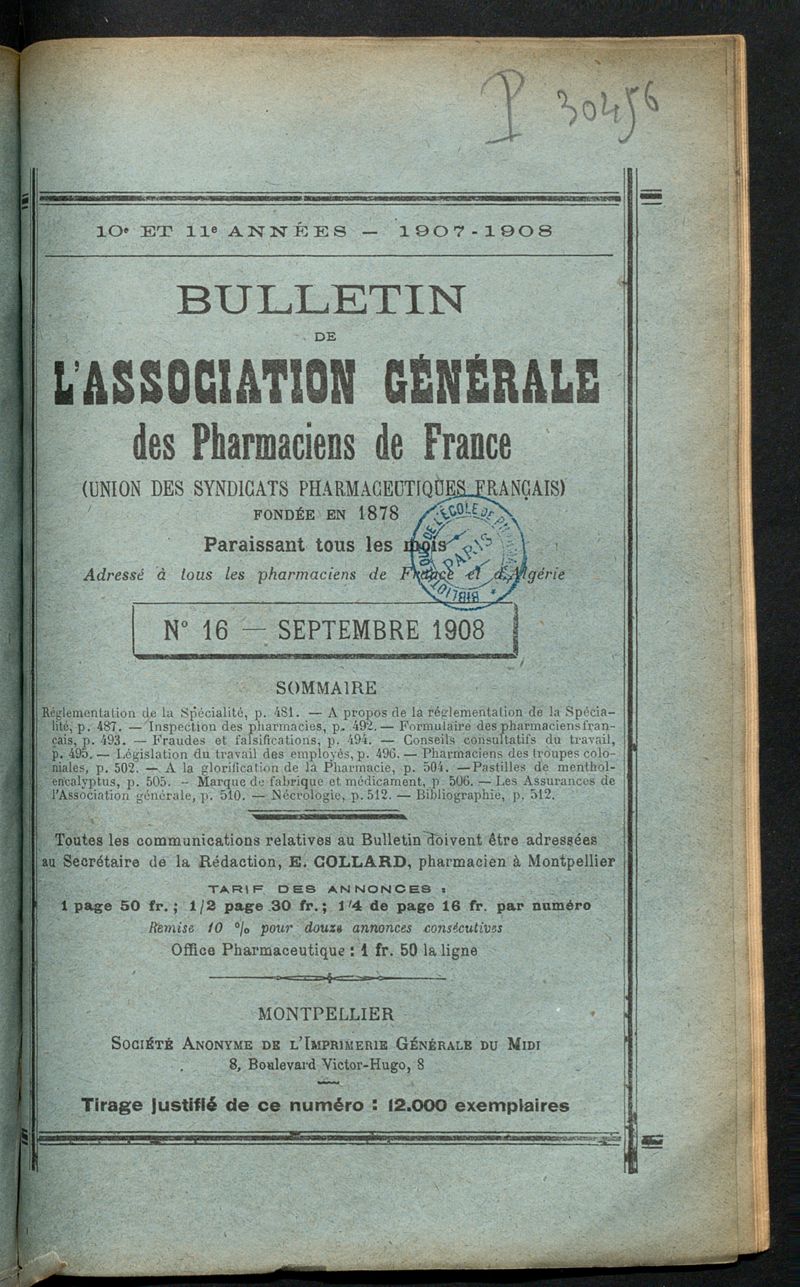 P 30456
10e ET 11e ANNÉES — 1907-1908
BULLETIN
DE
L'ASSOCIATION GÉNÉRALE
des Pharmaciens de France
(UNION DES SYNDICATS PHARMACEUTIQUES FRANÇAIS)
FONDÉE EN 1878
Paraissant tous les mois
Adressé à tous les pharmaciens de France et d'Algérie
N° 16 — SEPTEMBRE 1908
SOMMAIRE
Réglementation de la Spécialité, p. 481. — A propos de la réglementation de la Spécia-
lité, p. 487. — Inspection des pharmacies, p. 492. — Formulaire des pharmaciens fran-
çais, p. 493. — Fraudes et falsifications, p. 494. — Conseils consultatifs du travail,
p. 495. — Législation du travail des employés, p. 496. — Pharmaciens des troupes colo-
niales, p. 502. — A la glorification de la Pharmacie, p. 504. — Pastilles de menthol-
eucalyptus, p. 505. — Marque de fabrique et médicament, p 506. — Les Assurances de
l'Association générale, p. 510. — Nécrologie, p. 512. — Bibliographie, p. 512.
Toutes les communications relatives au Bulletin doivent être adressées
au Secrétaire de la Rédaction, E. COLLARD, pharmacien à Montpellier
TARIF DES ANNONCES :
1 page 50 fr. ; 1/2 page 30 fr. ; 1/4 de page 16 fr. par numéro
Remise 10 % pour douze annonces consécutives
Office Pharmaceutique : 1 fr. 50 la ligne
MONTPELLIER
SOCIÉTÉ ANONYME DE L'IMPRIMERIE GÉNÉRALE DU MIDI
8, Boulevard Victor-Hugo, 8
Tirage justifié de ce numéro : 12.000 exemplaires